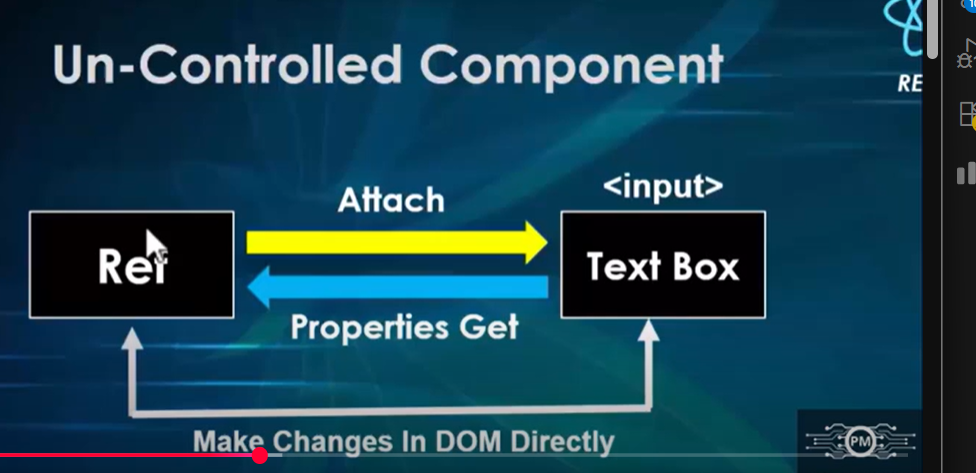 Un-Controlled Component
RE
Attach
<input>
Ref
Text Box
Properties Get
Make Changes In DOM Directly
PM